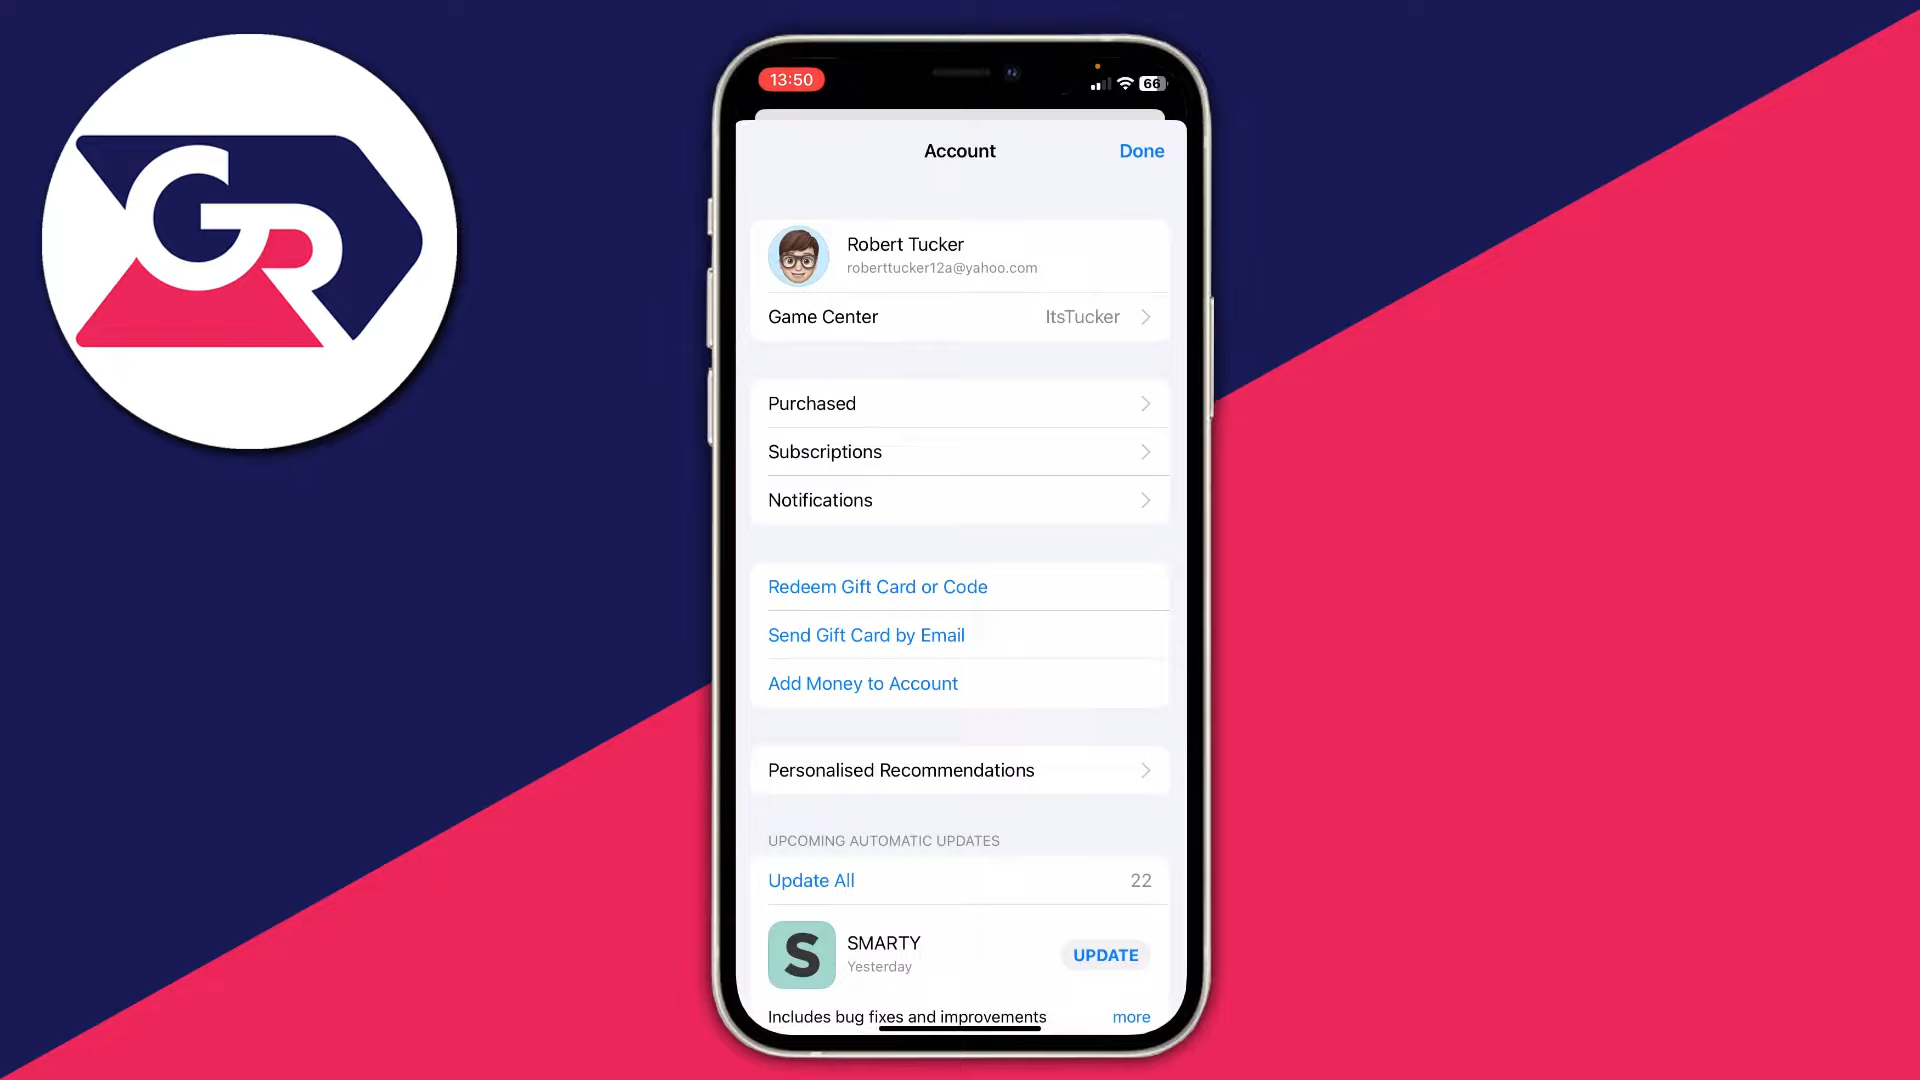 GR
13:50
66
Account
Done
Robert Tucker
roberttucker12a@yahoo.com
Game Center
ItsTucker
Purchased
Subscriptions
Notifications
Redeem Gift Card or Code
Send Gift Card by Email
Add Money to Account
Personalised Recommendations
UPCOMING AUTOMATIC UPDATES
Update All
22
S
SMARTY
Yesterday
UPDATE
Includes bug fixes and improvements
more